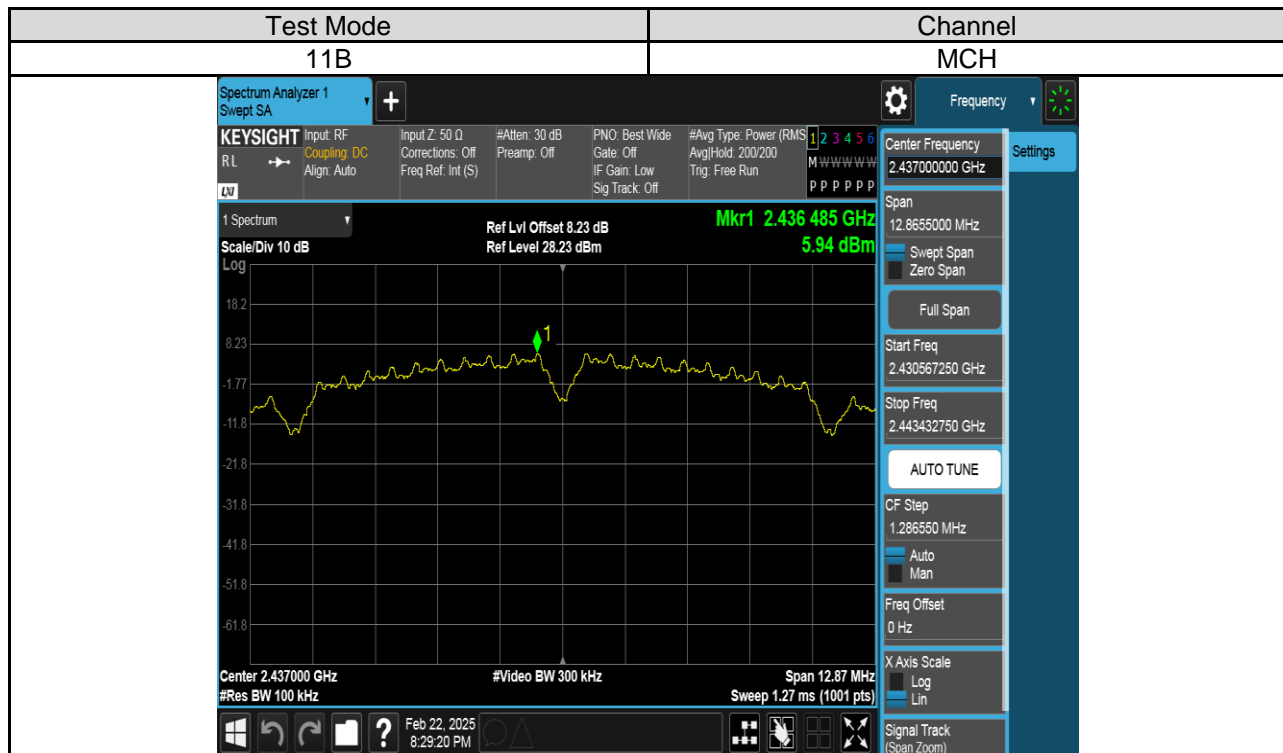 Test Mode Channel
11B MCH
Spectrum Analyzer 1
Swept SA
+
Frequency
KEYSIGHT
RL
LXI
Input: RF
Coupling: DC
Align: Auto
Input Z: 50 Ω
Corrections: Off
Freq Ref: Int (S)
#Atten: 30 dB
Preamp: Off
PNO: Best Wide
Gate: Off
IF Gain: Low
Sig Track: Off
#Avg Type: Power (RMS
Avg|Hold: 200/200
Trig: Free Run
1 2 3 4 5 6
M W W W W W
P P P P P P
1 Spectrum
Scale/Div 10 dB
Ref Lvl Offset 8.23 dB
Ref Level 28.23 dBm
Mkr1 2.436 485 GHz
5.94 dBm
Log
18.2
8.23
-1.77
-11.8
-21.8
-31.8
-41.8
-51.8
-61.8
1
Center 2.437000 GHz
#Res BW 100 kHz
#Video BW 300 kHz
Span 12.87 MHz
Sweep 1.27 ms (1001 pts)
Center Frequency
2.437000000 GHz
Settings
Span
12.8655000 MHz
Swept Span
Zero Span
Full Span
Start Freq
2.430567250 GHz
Stop Freq
2.443432750 GHz
AUTO TUNE
CF Step
1.286550 MHz
Auto
Man
Freq Offset
0 Hz
X Axis Scale
Log
Lin
Signal Track
(Span Zoom)
?
Feb 22, 2025
8:29:20 PM